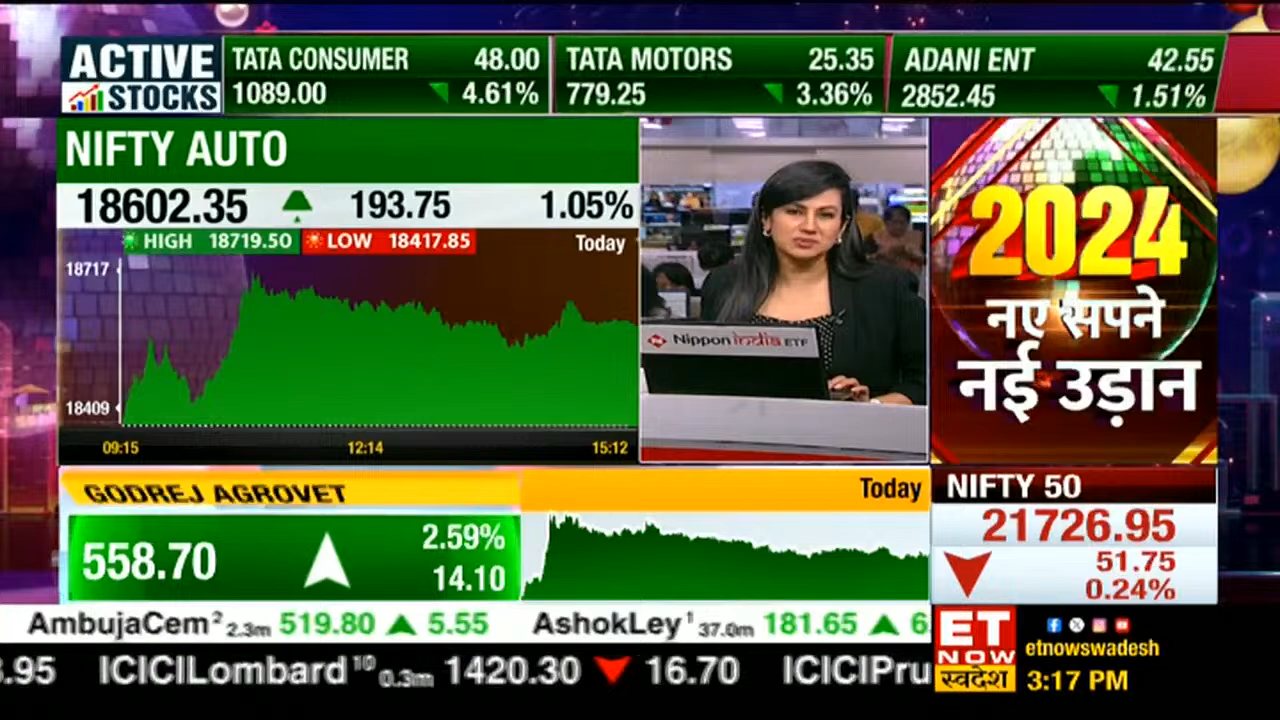 ACTIVE
STOCKS
TATA CONSUMER 48.00
1089.00 4.61%
TATA MOTORS 25.35
779.25 3.36%
ADANI ENT 42.55
2852.45 1.51%
NIFTY AUTO
18602.35 193.75 1.05%
HIGH 18719.50 LOW 18417.85 Today
18717
18409
09:15 12:14 15:12
Nippon india ETF
2024
नए सपने
नई उड़ान
GODREJ AGROVET Today
558.70 2.59%
14.10
NIFTY 50
21726.95
51.75
0.24%
AmbujaCem 2 2.3m 519.80 5.55 AshokLey 1 37.0m 181.65 6
.95 ICICILombard 10 0.3m 1420.30 16.70 ICICIPru
ET
NOW
स्वदेश
etnowswadesh
3:17 PM